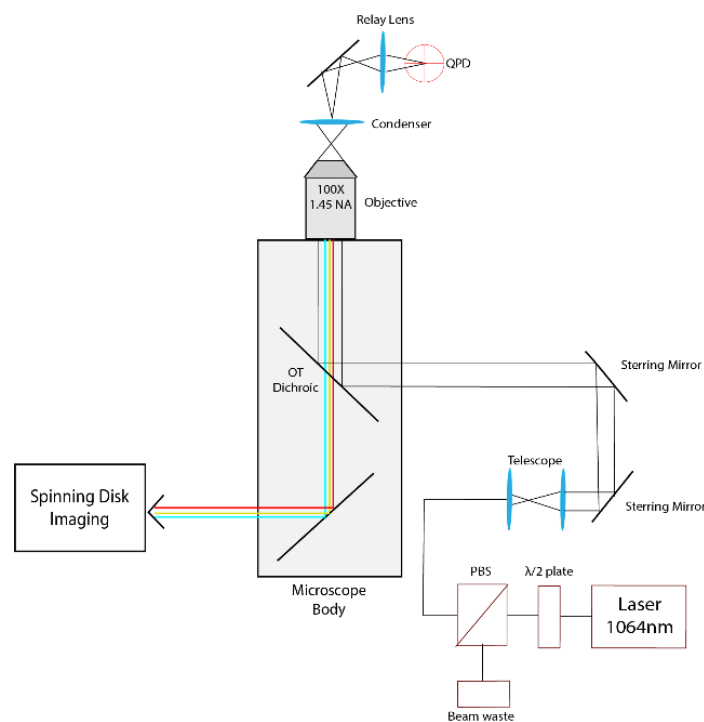 Relay Lens
QPD
Condenser
100X
1.45 NA
Objective
OT
Dichroic
Sterring Mirror
Telescope
Spinning Disk
Imaging
Sterring Mirror
PBS
λ/2 plate
Laser
1064nm
Microscope
Body
Beam waste